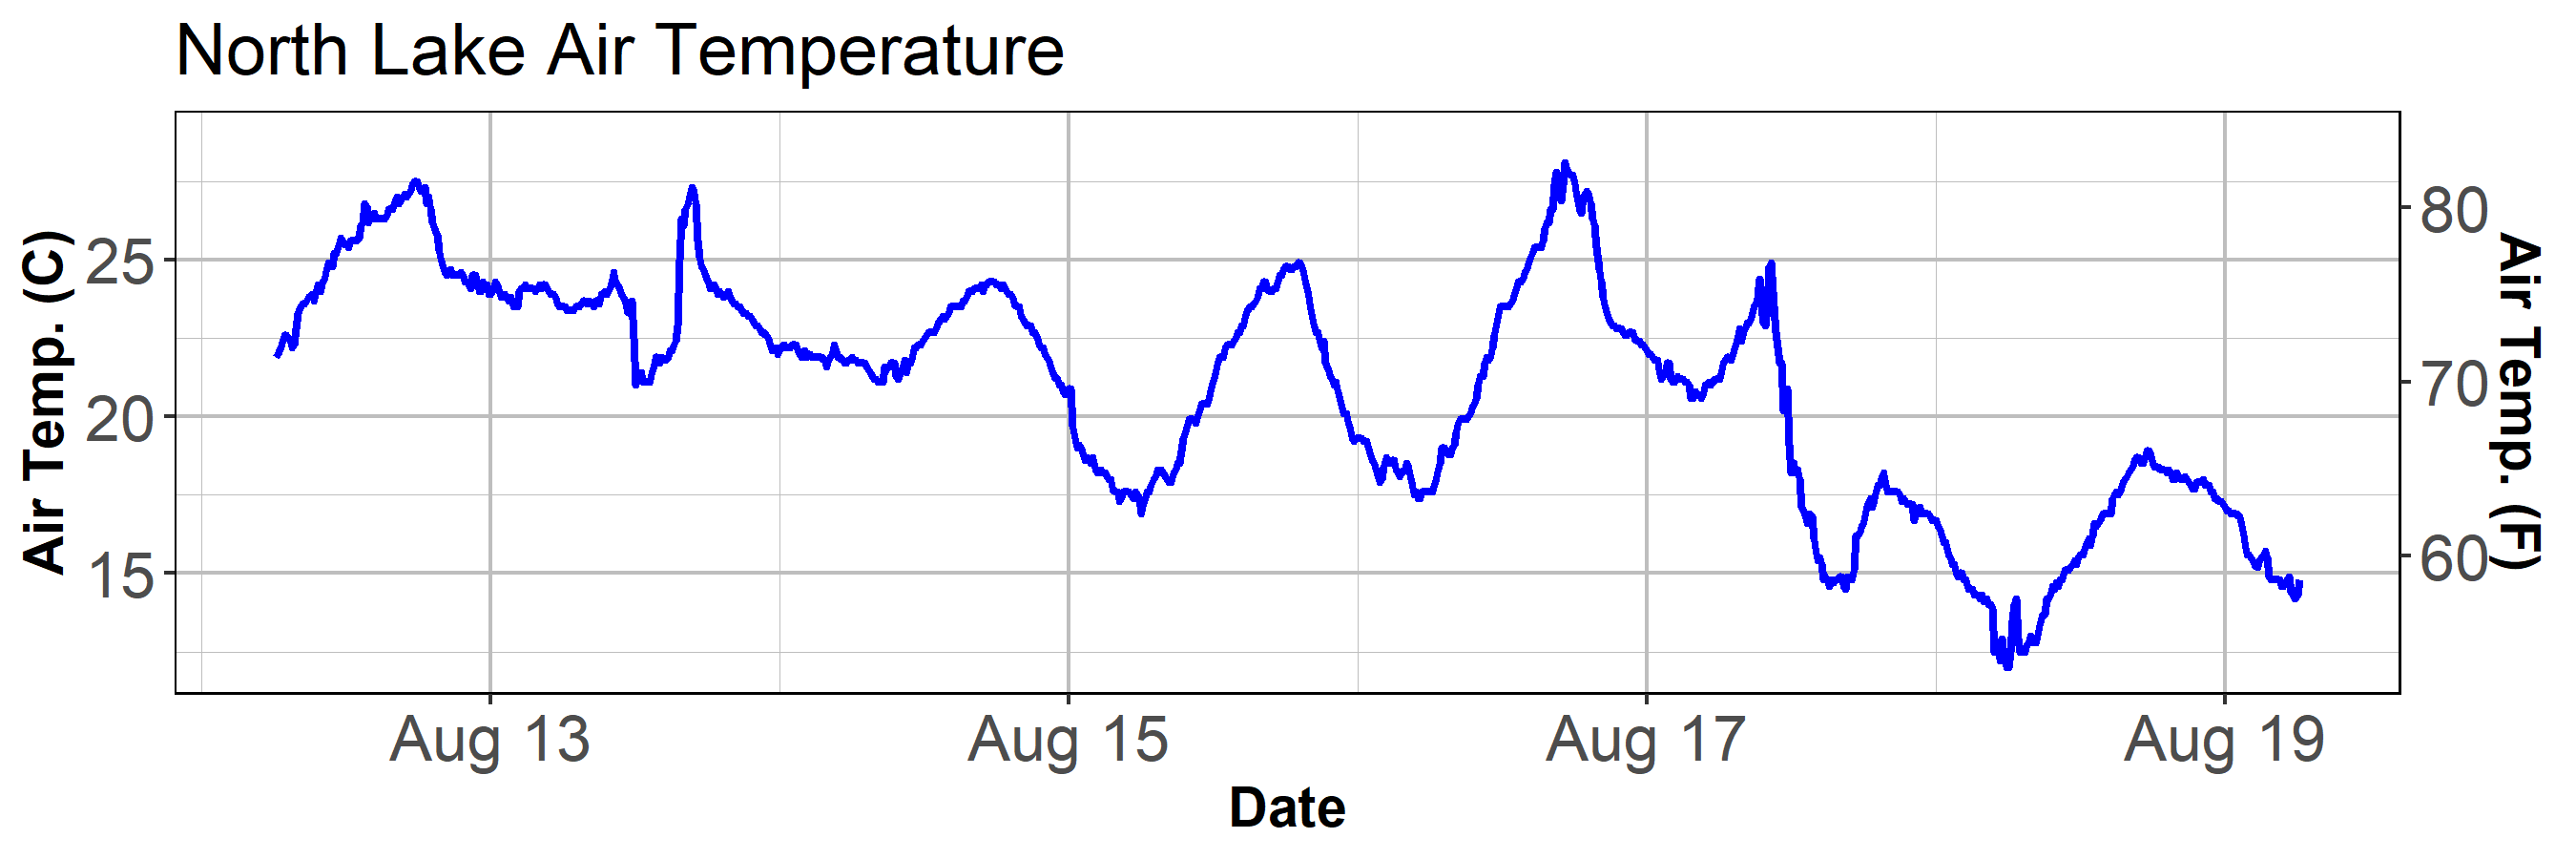 North Lake Air Temperature
Air Temp. (C)
25
20
15
80
70
60
Air Temp. (F)
Aug 13
Aug 15
Aug 17
Aug 19
Date